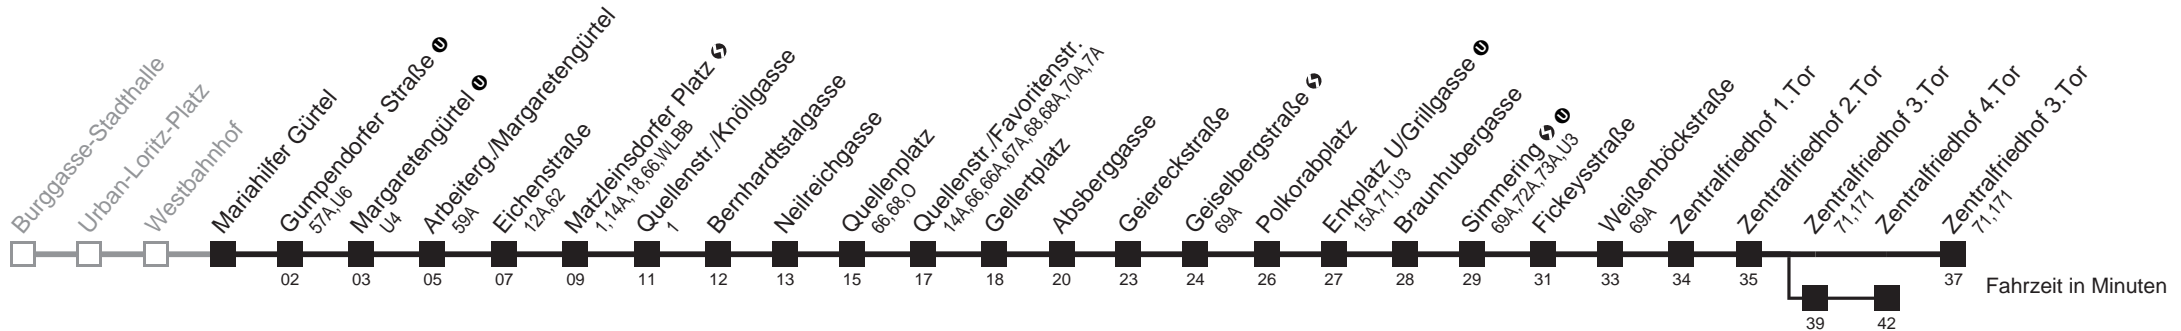 Burggasse-Stadthalle
Urban-Loritz-Platz
Westbahnhof
Mariahilfer Gürtel
Gumpendorfer Straße U
57A,U6
02
Margaretengürtel U
U4
03
Arbeiterg./Margaretengürtel
59A
05
Eichenstraße
12A,62
07
Matzleinsdorfer Platz S
1,14A,18,66,WLBB
09
Quellenstr./Knöllgasse
1
11
Bernhardtstalgasse
12
Neilreichgasse
13
Quellenplatz
66,68,O
15
Quellenstr./Favoritenstr.
14A,66,66A,67A,68,68A,70A,7A
17
Gellertplatz
18
Absberggasse
20
Geiereckstraße
23
Geiselbergstraße S
69A
24
Polkorabplatz
26
Enkplatz U/Grillgasse U
15A,71,U3
27
Braunhubergasse
28
Simmering S U
69A,72A,73A,U3
29
Fickeysstraße
31
Weißenböckstraße
69A
33
Zentralfriedhof 1.Tor
34
Zentralfriedhof 2.Tor
35
Zentralfriedhof 3.Tor
71,171
39
Zentralfriedhof 4.Tor
42
Zentralfriedhof 3.Tor
71,171
37
Fahrzeit in Minuten